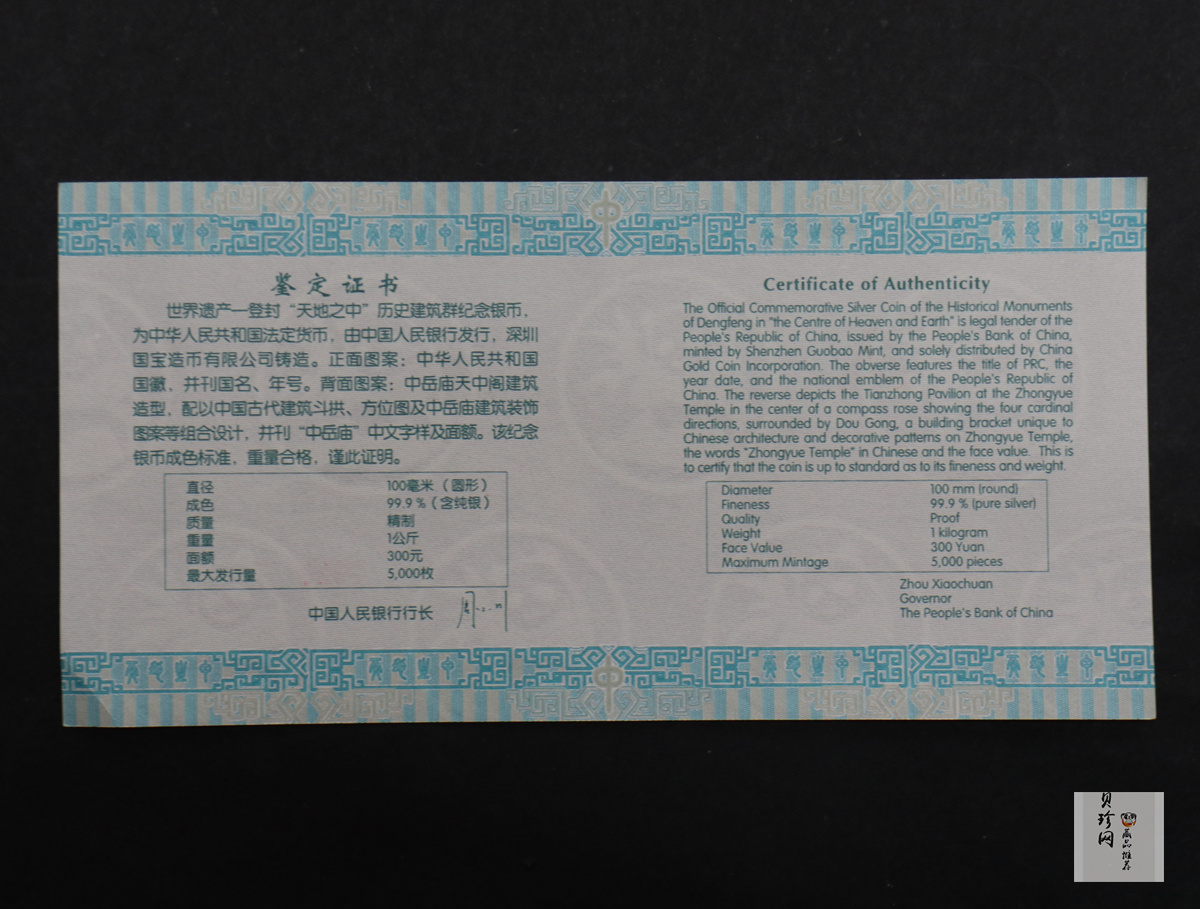 鉴定证书
世界遗产—登封“天地之中”历史建筑群纪念银币，
为中华人民共和国法定货币，由中国人民银行发行，深圳
国宝造币有限公司铸造。正面图案：中华人民共和国
国徽，并刊国名、年号。背面图案：中岳庙天中阁建筑
造型，配以中国古代建筑斗拱、方位图及中岳庙建筑装饰
图案等组合设计，并刊“中岳庙”中文字样及面额。该纪念
银币成色标准，重量合格，谨此证明。
直径 100毫米（圆形）
成色 99.9％（含纯银）
质量 精制
重量 1公斤
面额 300元
最大发行量 5,000枚
中国人民银行行长
Certificate of Authenticity
The Official Commemorative Silver Coin of the Historical Monuments
of Dengfeng in "the Centre of Heaven and Earth" is legal tender of the
People's Republic of China, issued by the People's Bank of China,
minted by Shenzhen Guobao Mint, and solely distributed by China
Gold Coin Incorporation. The obverse features the title of PRC, the
year date, and the national emblem of the People's Republic of
China. The reverse depicts the Tianzhong Pavilion at the Zhongyue
Temple in the center of a compass rose showing the four cardinal
directions, surrounded by Dou Gong, a building bracket unique to
Chinese architecture and decorative patterns on Zhongyue Temple,
the words "Zhongyue Temple" in Chinese and the face value. This is
to certify that the coin is up to standard as to its fineness and weight.
Diameter 100 mm (round)
Fineness 99.9 % (pure silver)
Quality Proof
Weight 1 kilogram
Face Value 300 Yuan
Maximum Mintage 5,000 pieces
Zhou Xiaochuan
Governor
The People's Bank of China
贝珍网
藏品推荐